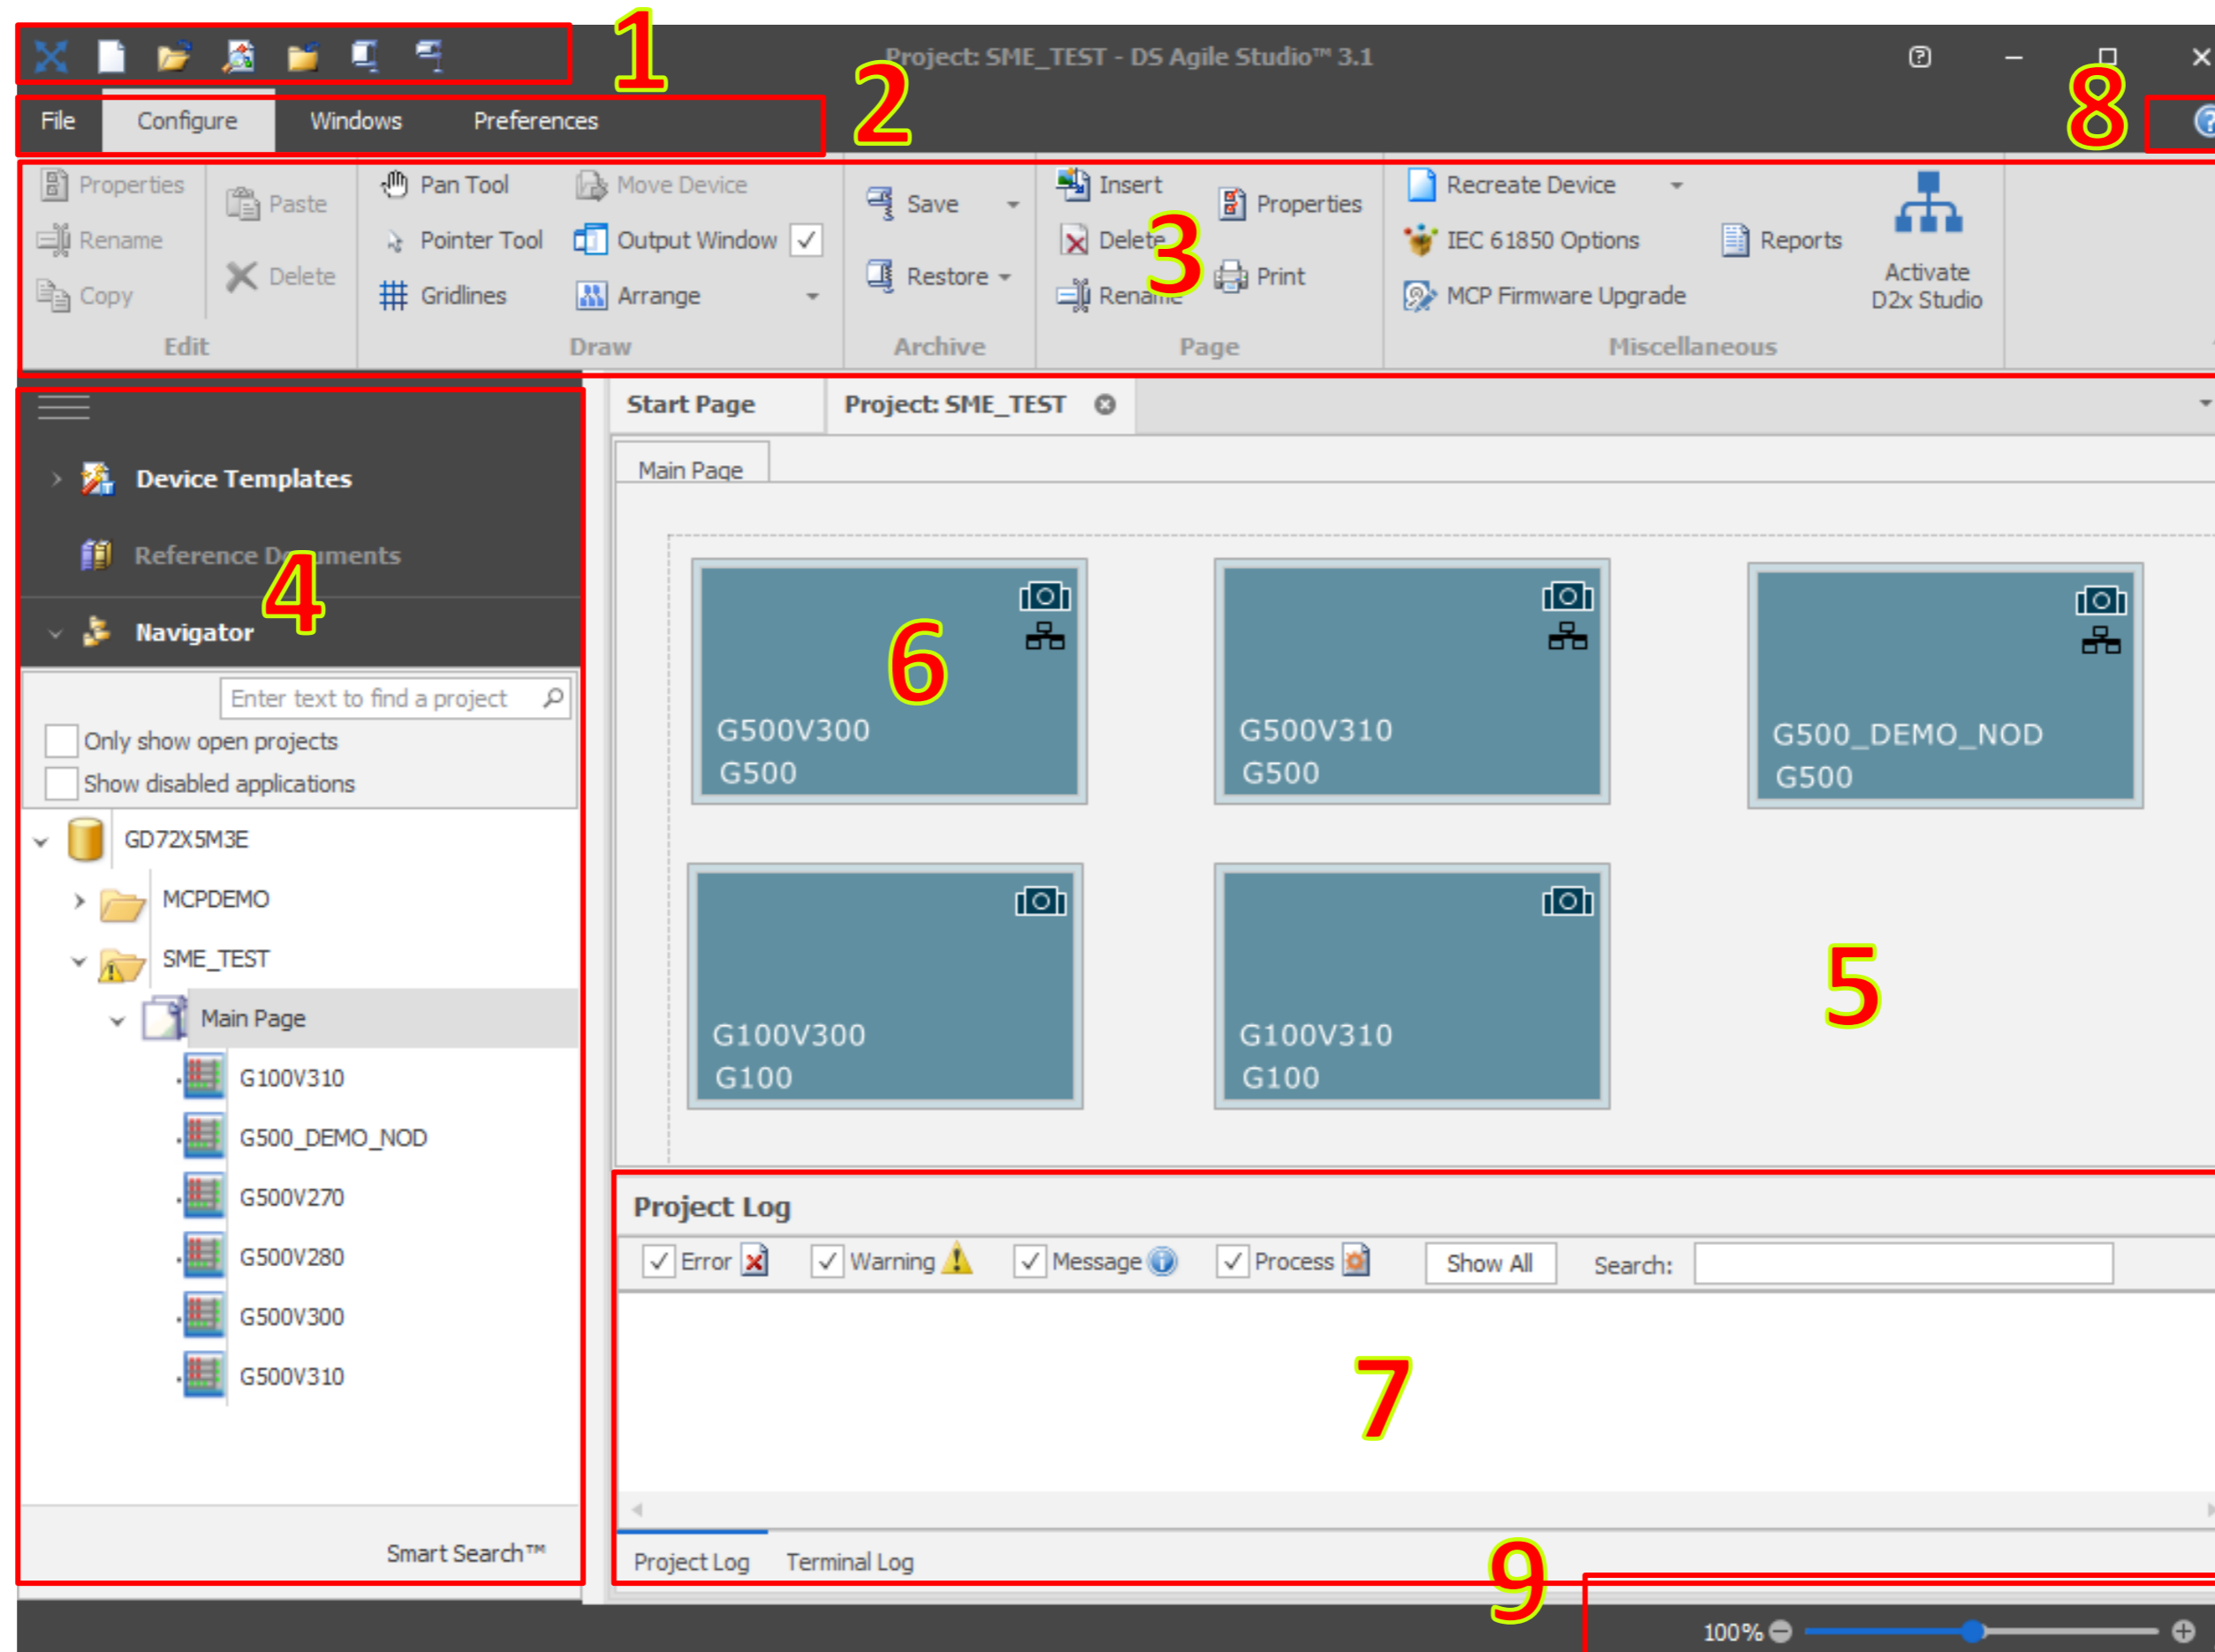 1
Project: SME_TEST - DS Agile Studio™ 3.1
File Configure Windows Preferences
2
8
Properties Paste Pan Tool Move Device Save Insert Properties Recreate Device
Rename Pointer Tool Output Window Delete IEC 61850 Options Reports
Copy Delete Gridlines Arrange Restore Rename Print MCP Firmware Upgrade Activate
D2x Studio
3
Edit Draw Archive Page Miscellaneous
Start Page Project: SME_TEST
Main Page
Device Templates
Reference Documents
4
Navigator
Enter text to find a project
Only show open projects
Show disabled applications
GD72X5M3E
MCPDEMO
SME_TEST
Main Page
G100V310
G500_DEMO_NOD
G500V270
G500V280
G500V300
G500V310
Smart Search™
6
G500V300
G500
G500V310
G500
G500_DEMO_NOD
G500
G100V300
G100
G100V310
G100
5
Project Log
Error Warning Message Process Show All Search:
7
Project Log Terminal Log
9
100%